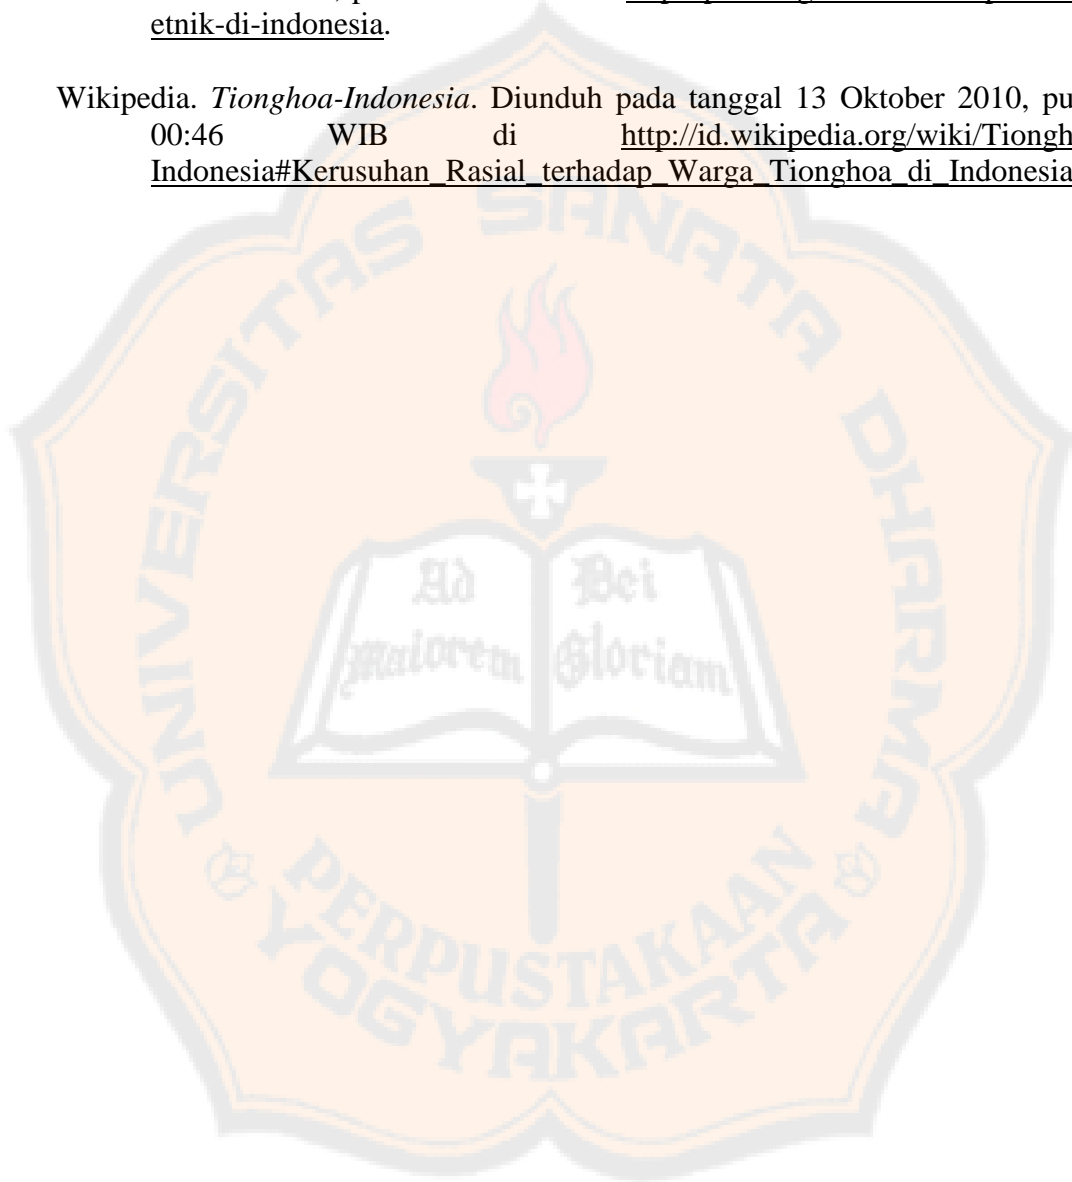 etnik-di-indonesia.
Wikipedia. Tionghoa-Indonesia. Diunduh pada tanggal 13 Oktober 2010, pu
00:46 WIB di http://id.wikipedia.org/wiki/Tiongh
Indonesia#Kerusuhan_Rasial_terhadap_Warga_Tionghoa_di_Indonesia
UNIVERSITAS SANATA DHARMA
Ad Dei
Maiorem Gloriam
PERPUSTAKAAN
YOGYAKARTA